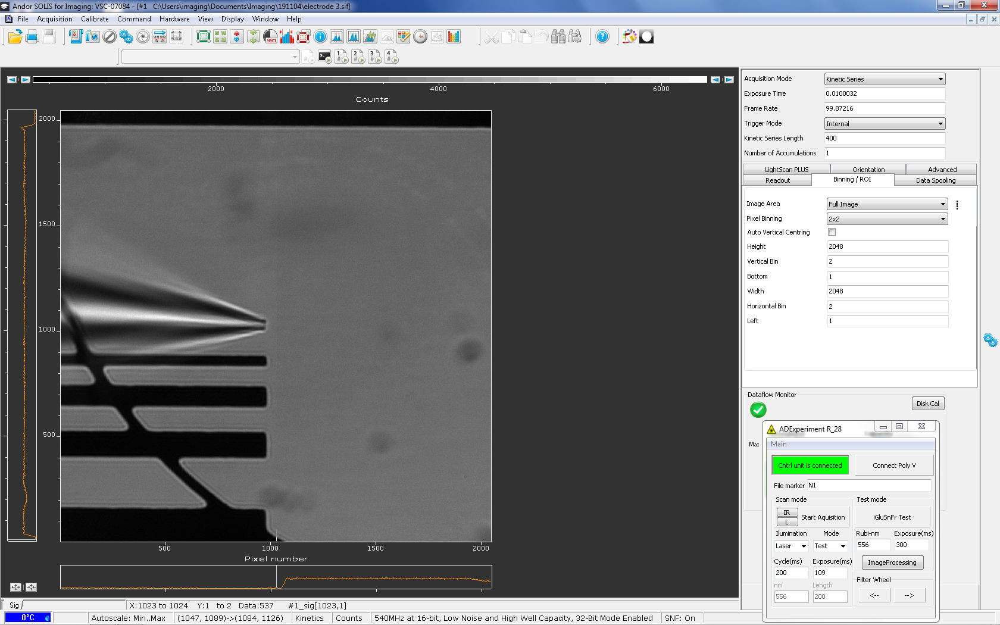 Andor SOLIS for Imaging: VSC-07084 - [#1   C:\Users\imaging\Documents\Imaging\191104\electrode 3.sif]
File Acquisition Calibrate Command Hardware View Display Window Help
99:1
1 # 2 # 3 # 4 #
2000 4000 6000
Counts
2000
1500
1000
500
500 1000 1500 2000
Pixel number
Acquisition Mode Kinetic Series
Exposure Time 0.0100032
Frame Rate 99.87216
Trigger Mode Internal
Kinetic Series Length 400
Number of Accumulations 1
LightScan PLUS Orientation Advanced
Readout Binning / ROI Data Spooling
Image Area Full Image
Pixel Binning 2x2
Auto Vertical Centring
Height 2048
Vertical Bin 2
Bottom 1
Width 2048
Horizontal Bin 2
Left 1
Dataflow Monitor
Disk Cal
Max
ADExperiment R_28
Main
Cntrl unit is connected Connect Poly V
File marker N1
Scan mode Test mode
IR
L
Start Aquisition iGluSnFr Test
Ilumination Mode Rubi-nm Exposure(ms)
Laser Test 556 300
Cycle(ms) Exposure(ms) ImageProcessing
200 109
nm Length Filter Wheel
556 200 <-- -->
Sig X:1023 to 1024   Y:1   to 2   Data:537   #1_sig[1023,1]
0°C Autoscale: Min..Max (1047, 1089)->(1084, 1126) Kinetics Counts 540MHz at 16-bit, Low Noise and High Well Capacity, 32-Bit Mode Enabled SNF: On